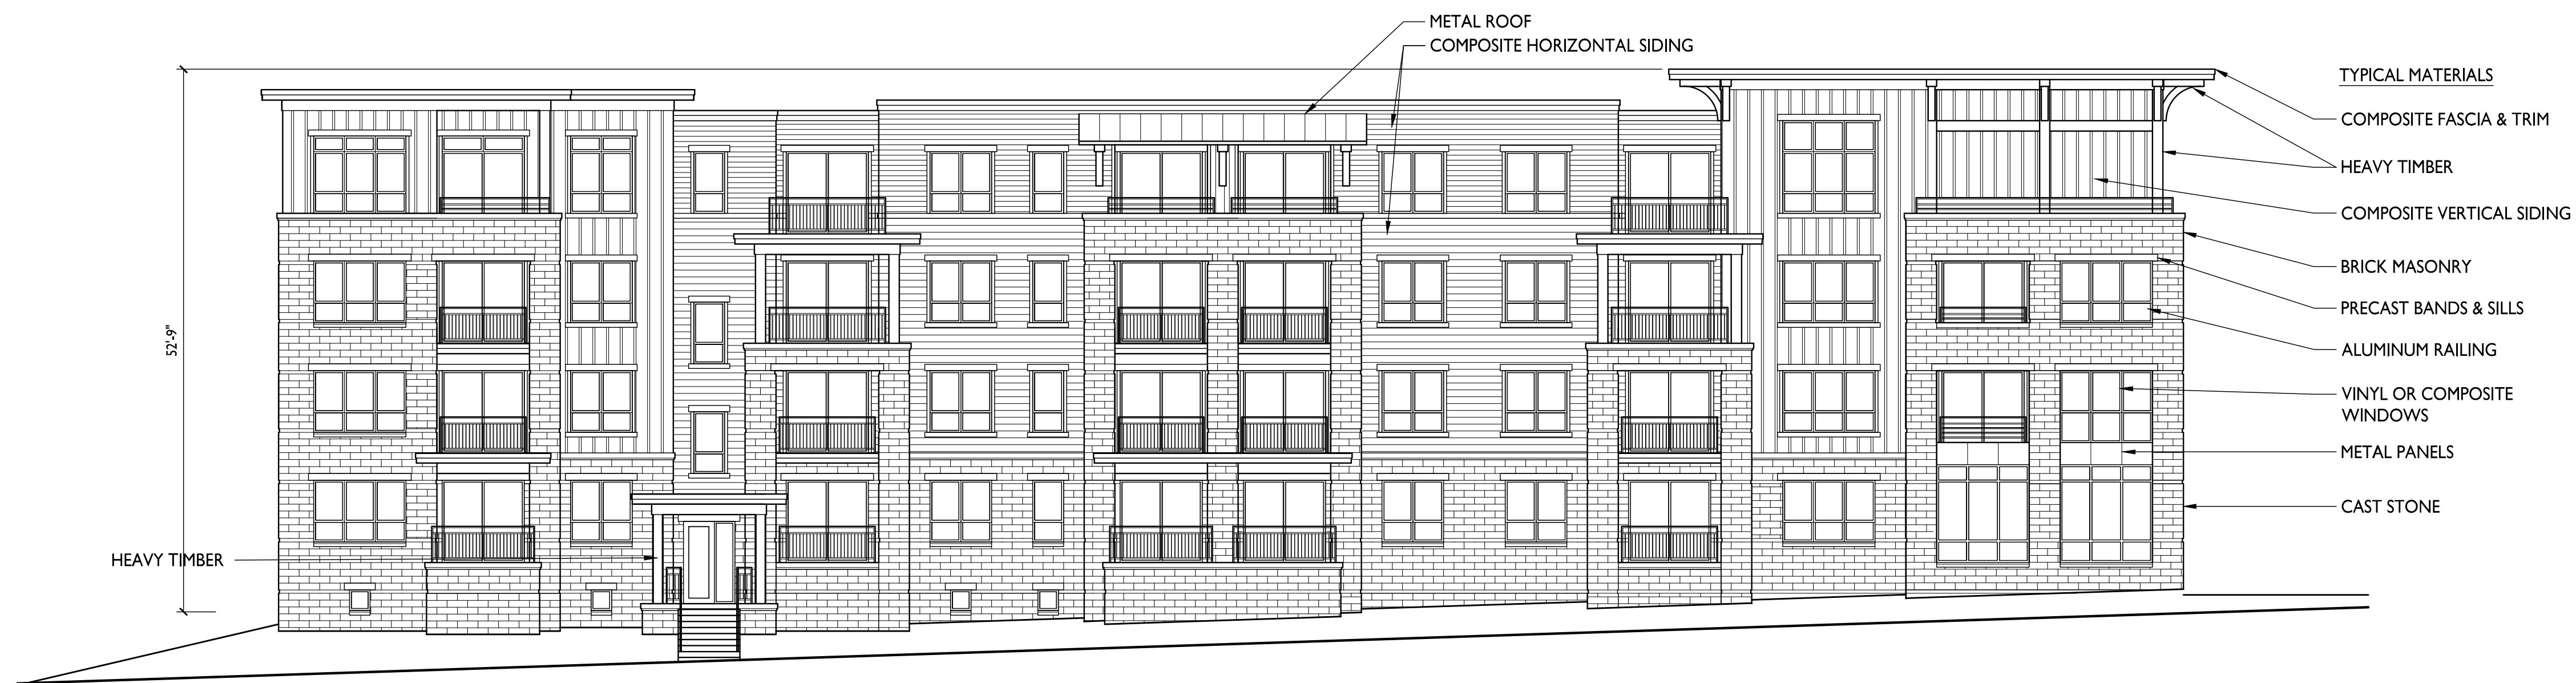 METAL ROOF
COMPOSITE HORIZONTAL SIDING
TYPICAL MATERIALS
COMPOSITE FASCIA & TRIM
HEAVY TIMBER
COMPOSITE VERTICAL SIDING
BRICK MASONRY
PRECAST BANDS & SILLS
ALUMINUM RAILING
VINYL OR COMPOSITE
WINDOWS
METAL PANELS
CAST STONE
52'-9"
HEAVY TIMBER